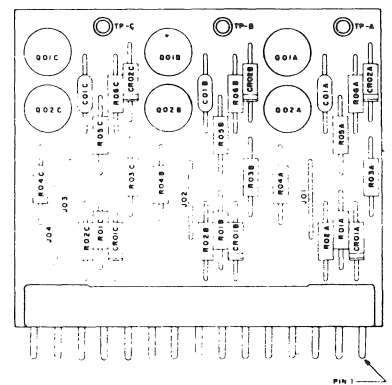 TP-C TP-B TP-A
Q01C Q01B Q01A
C01C R06C CR02C C01B R06B CR02B C01A R06A CR02A
Q02C Q02B Q02A
R05C R05B R05A
R04C R03C R04B R03B R04A R03A
J03 J02 J01
J04
R02C R01C CR01C R02B R01B CR01B R02A R01A CR01A
PIN 1